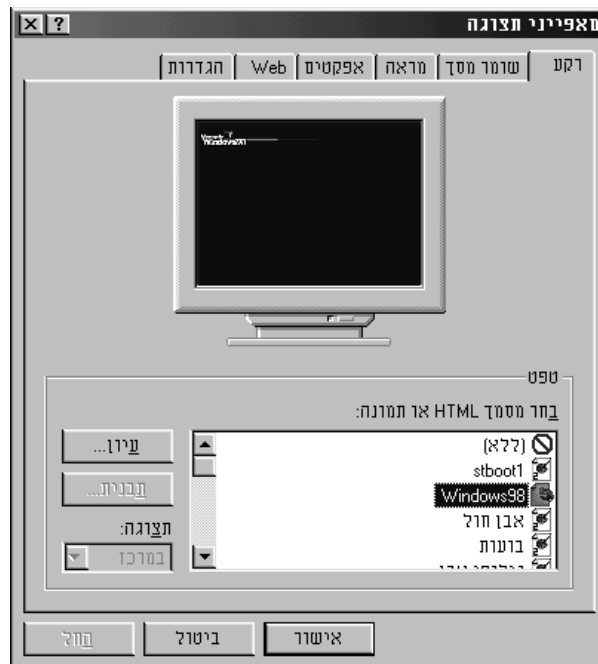 מאפייני תצוגה
רקע שומר מסך מראה אפקטים Web הגדרות
Windows98
טפט
בחר מסמך HTML או תמונה:
(ללא)
stboot1
Windows98
אבן חול
בועות
עיון...
תבנית...
תצוגה:
במרכז
אישור ביטול החל